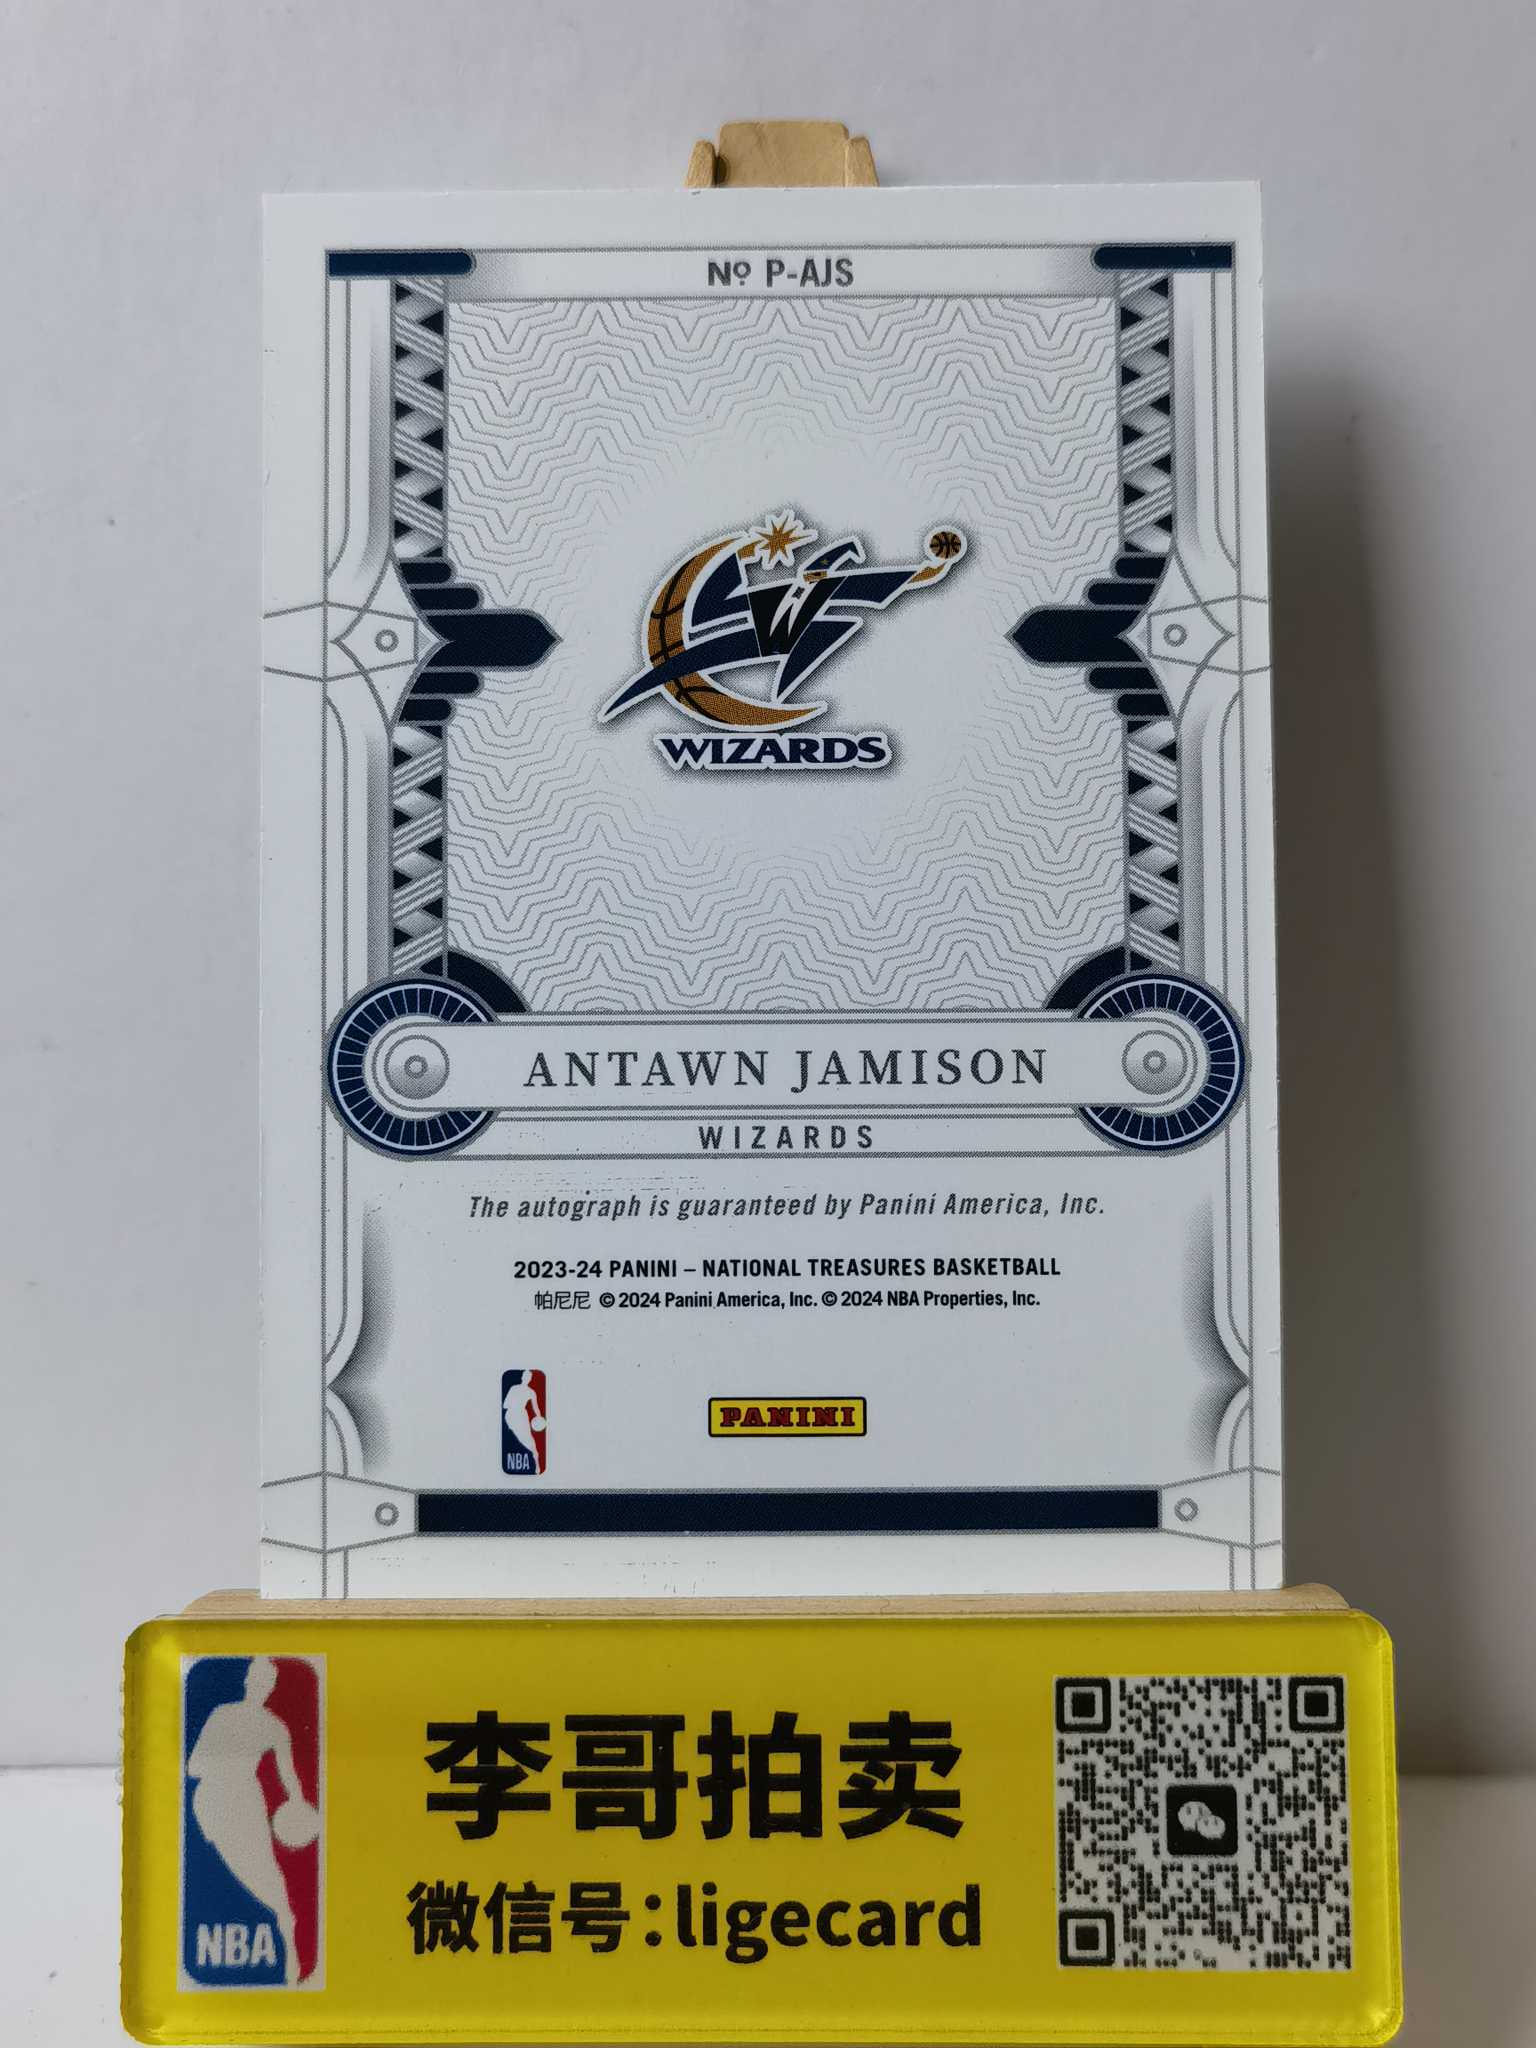 Nº P-AJS
W
WIZARDS
ANTAWN JAMISON
WIZARDS
The autograph is guaranteed by Panini America, Inc.
2023-24 PANINI – NATIONAL TREASURES BASKETBALL
帕尼尼 © 2024 Panini America, Inc. © 2024 NBA Properties, Inc.
NBA
PANINI
李哥拍卖
微信号:ligecard
NBA